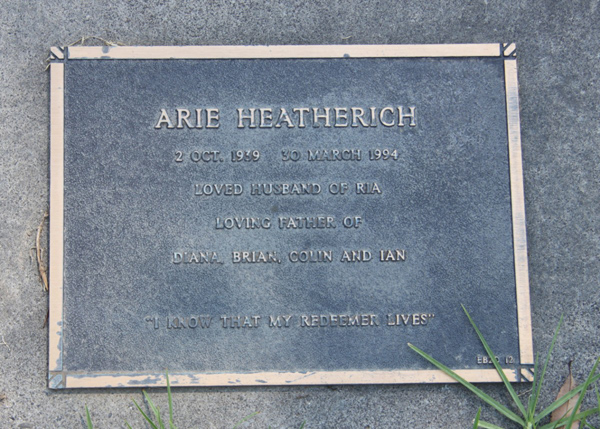 ARIE HEATHERICH
2 OCT. 1939 30 MARCH 1994
LOVED HUSBAND OF RIA
LOVING FATHER OF
DIANA, BRIAN, COLIN AND IAN
"I KNOW THAT MY REDEEMER LIVES"
12